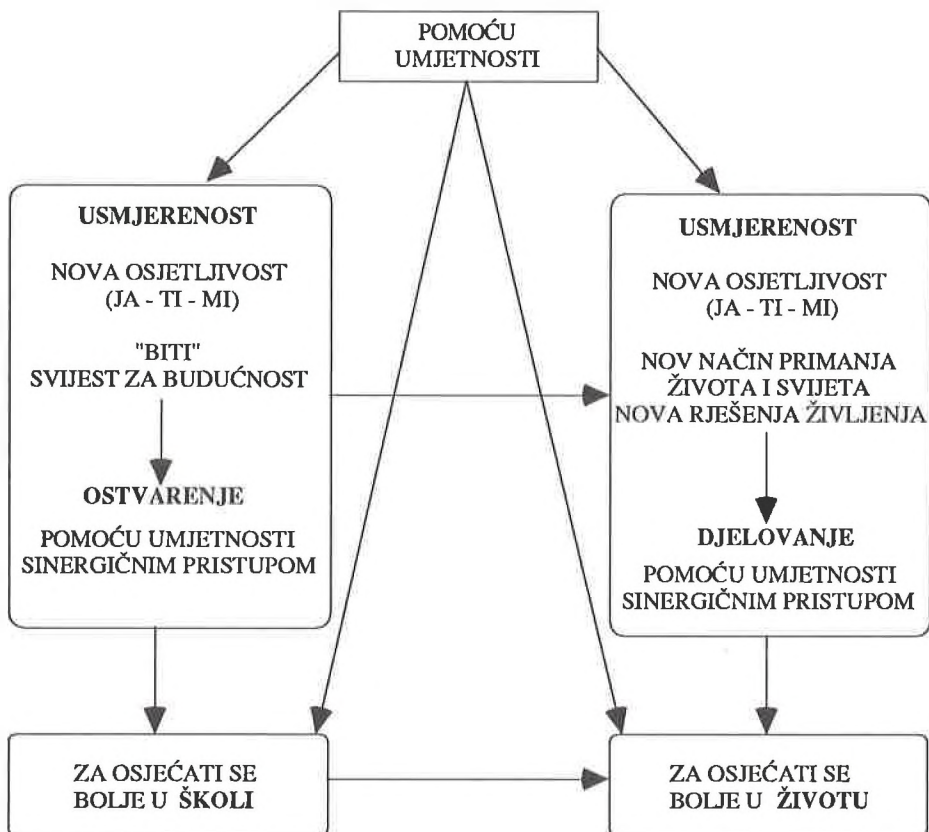 POMOĆU
UMJETNOSTI
USMJERENOST
NOVA OSJETLJIVOST
(JA - TI - MI)
"BITI"
SVIJEST ZA BUDUĆNOST
OSTVARENJE
POMOĆU UMJETNOSTI
SINERGIČNIM PRISTUPOM
USMJERENOST
NOVA OSJETLJIVOST
(JA - TI - MI)
NOV NAČIN PRIMANJA
ŽIVOTA I SVIJETA
NOVA RJEŠENJA ŽIVLJENJA
DJELOVANJE
POMOĆU UMJETNOSTI
SINERGIČNIM PRISTUPOM
ZA OSJEĆATI SE
BOLJE U ŠKOLI
ZA OSJEĆATI SE
BOLJE U ŽIVOTU